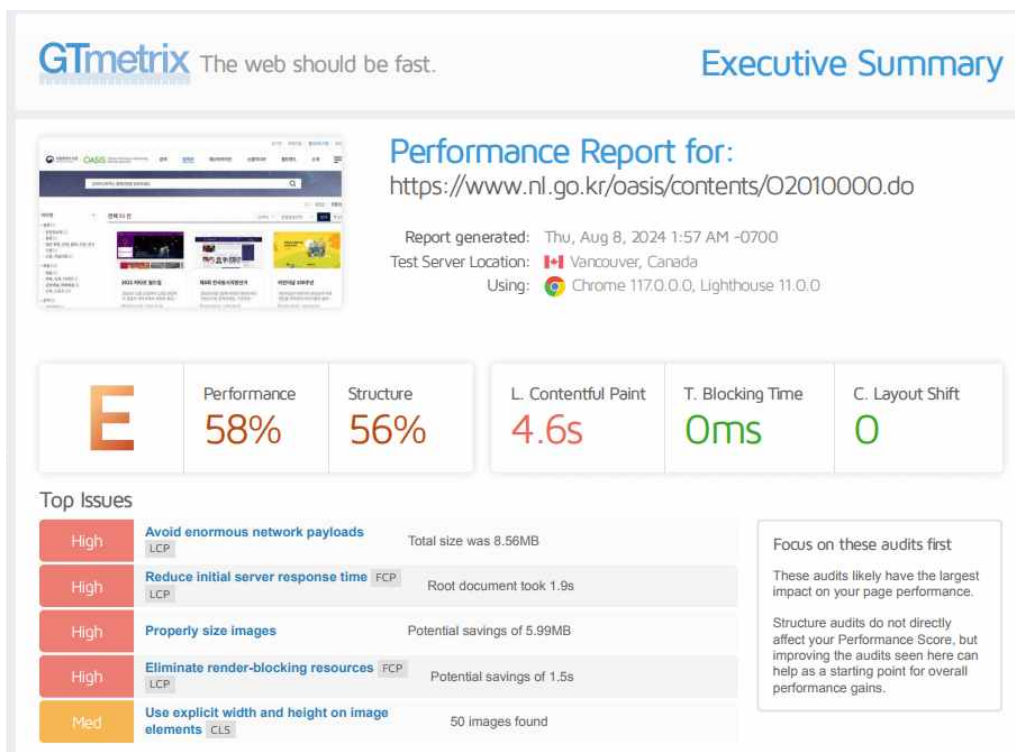 GTmetrix The web should be fast.
Executive Summary
OASIS
Performance Report for:
https://www.nl.go.kr/oasis/contents/O2010000.do
Report generated: Thu, Aug 8, 2024 1:57 AM -0700
Test Server Location: Vancouver, Canada
Using: Chrome 117.0.0.0, Lighthouse 11.0.0
E
Performance
58%
Structure
56%
L. Contentful Paint
4.6s
T. Blocking Time
0ms
C. Layout Shift
0
Top Issues
High Avoid enormous network payloads LCP Total size was 8.56MB
High Reduce initial server response time FCP LCP Root document took 1.9s
High Properly size images Potential savings of 5.99MB
High Eliminate render-blocking resources FCP LCP Potential savings of 1.5s
Med Use explicit width and height on image elements CLS 50 images found
Focus on these audits first
These audits likely have the largest
impact on your page performance.
Structure audits do not directly
affect your Performance Score, but
improving the audits seen here can
help as a starting point for overall
performance gains.